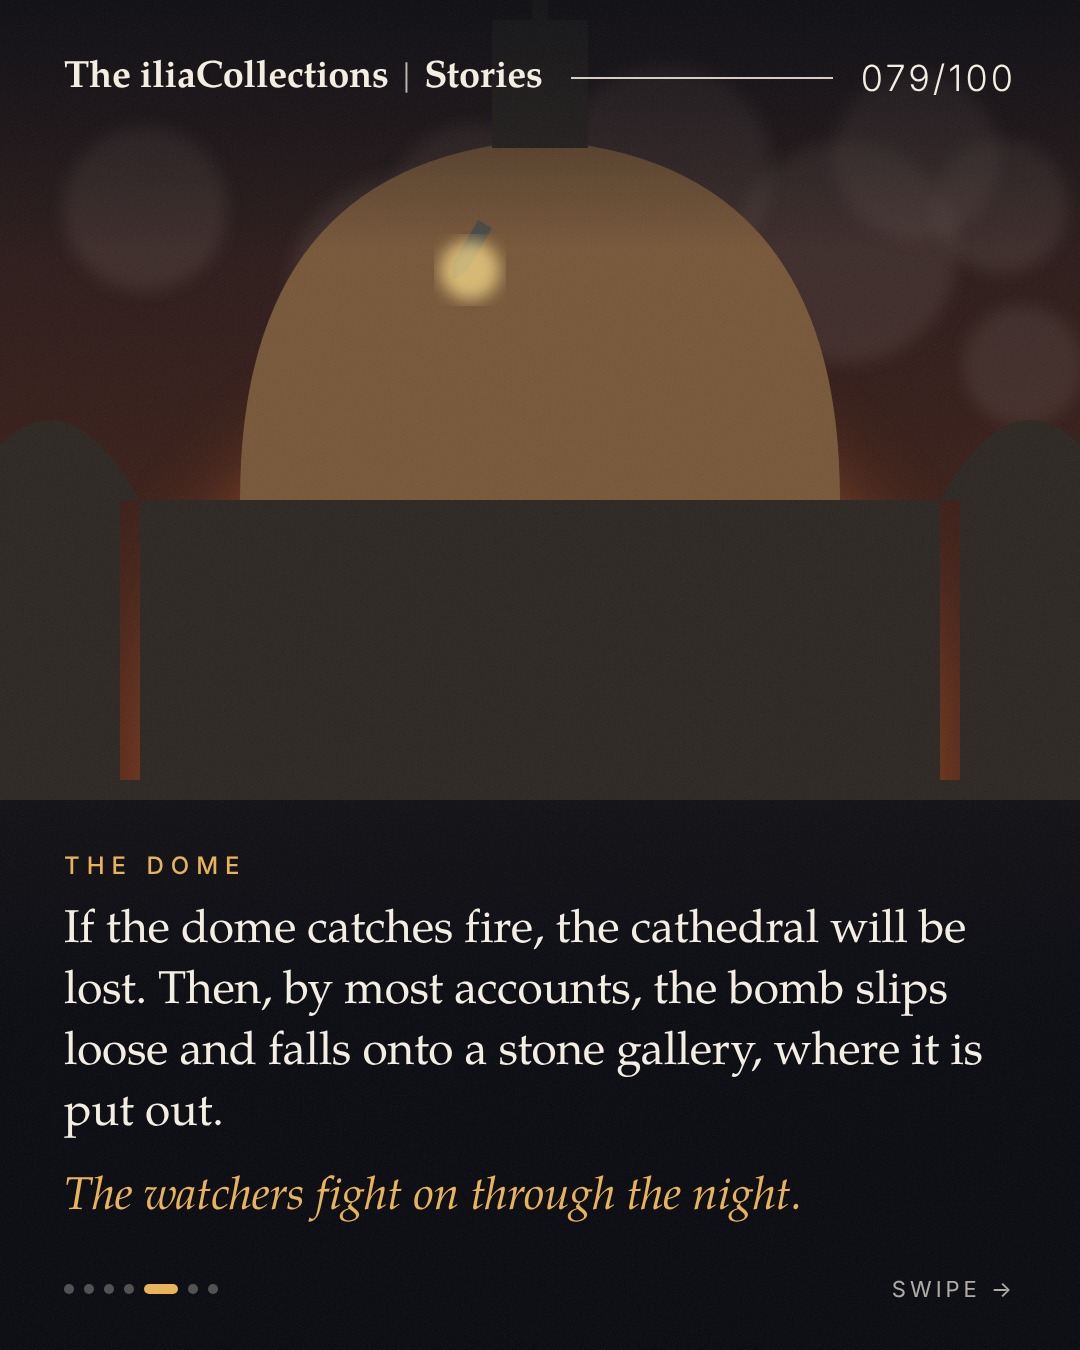 The iliaCollections | Stories 079/100
THE DOME
If the dome catches fire, the cathedral will be
lost. Then, by most accounts, the bomb slips
loose and falls onto a stone gallery, where it is
put out.
The watchers fight on through the night.
SWIPE →